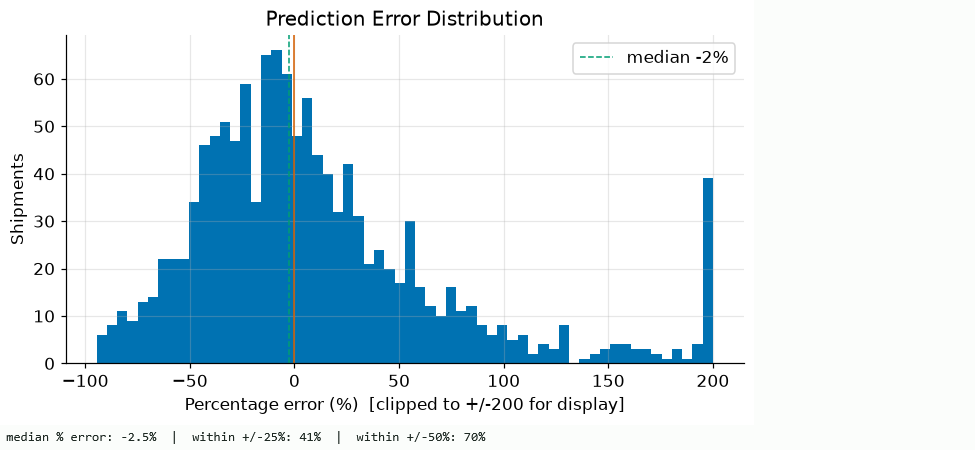 Prediction Error Distribution
median -2%
Shipments
60
50
40
30
20
10
0
−100
−50
0
50
100
150
200
Percentage error (%)  [clipped to +/-200 for display]
median % error: -2.5%  |  within +/-25%: 41%  |  within +/-50%: 70%